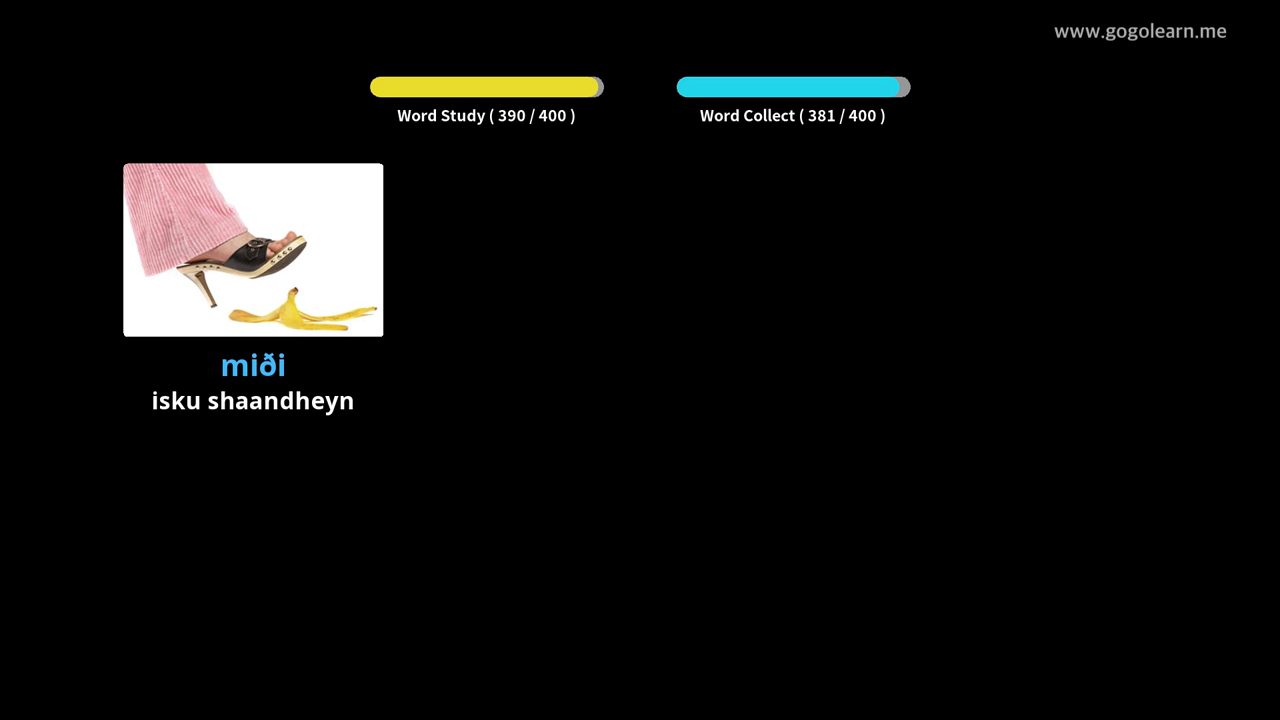 www.gogolearn.me
Word Study ( 390 / 400 )
Word Collect ( 381 / 400 )
miði
isku shaandheyn